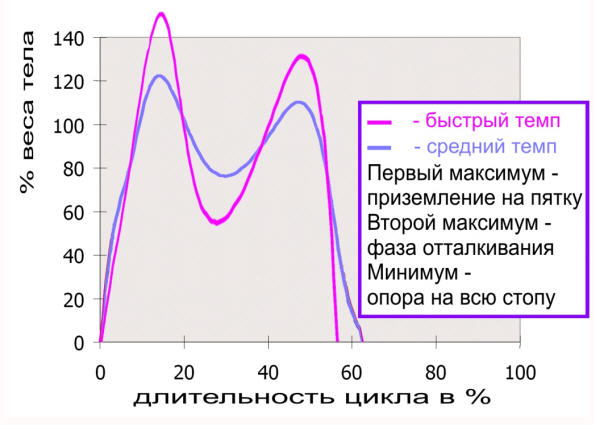 % веса тела
140
120
100
80
60
40
20
0
0 20 40 60 80 100
длительность цикла в %
- быстрый темп
- средний темп
Первый максимум -
приземление на пятку
Второй максимум -
фаза отталкивания
Минимум -
опора на всю стопу